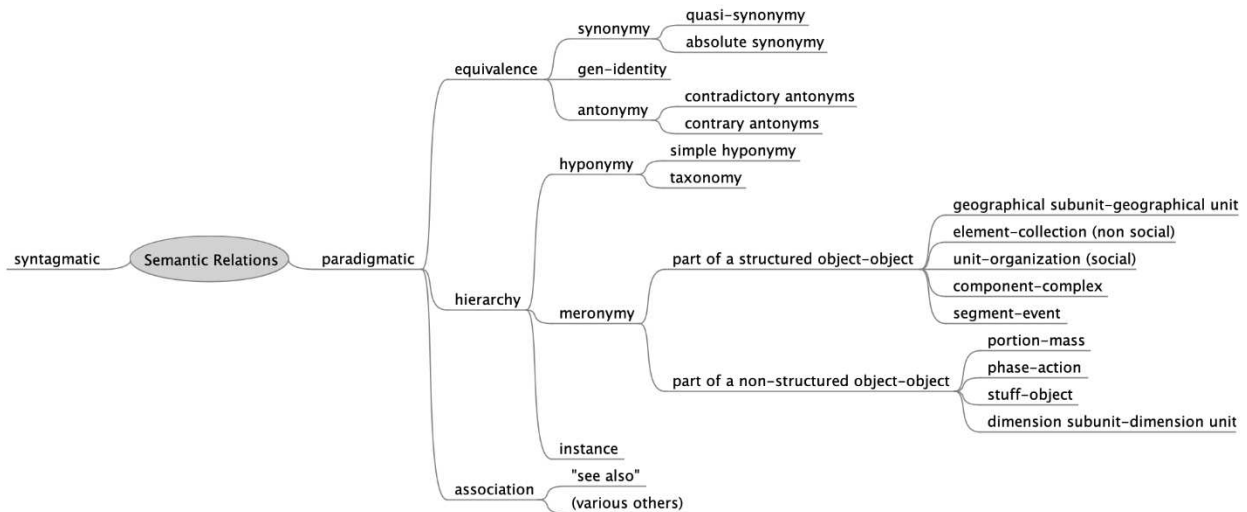 quasi-synonymy
synonymy
absolute synonymy
equivalence
gen-identity
contradictory antonyms
antonymy
contrary antonyms
simple hyponymy
hyponymy
taxonomy
geographical subunit-geographical unit
element-collection (non social)
syntagmatic
Semantic Relations
paradigmatic
part of a structured object-object
unit-organization (social)
component-complex
hierarchy
meronymy
segment-event
portion-mass
phase-action
part of a non-structured object-object
stuff-object
dimension subunit-dimension unit
instance
"see also"
association
(various others)